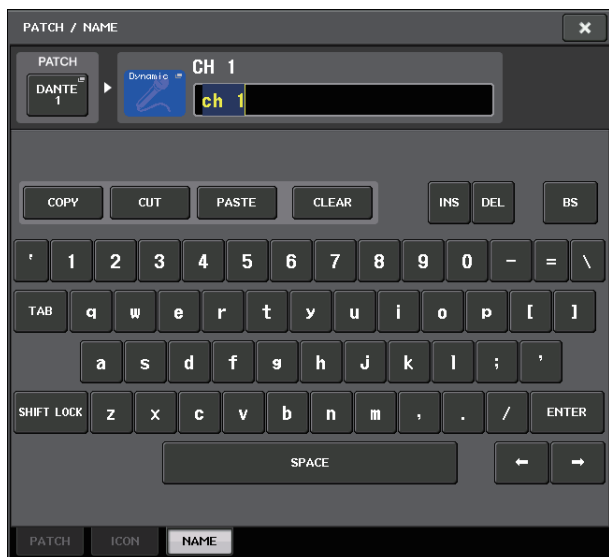 PATCH / NAME
PATCH
DANTE 1
Dynamic
CH 1
ch 1
COPY CUT PASTE CLEAR INS DEL BS
' 1 2 3 4 5 6 7 8 9 0 - = \
TAB q w e r t y u i o p [ ]
a s d f g h j k l ; '
SHIFT LOCK z x c v b n m , . / ENTER
SPACE ← →
PATCH ICON NAME